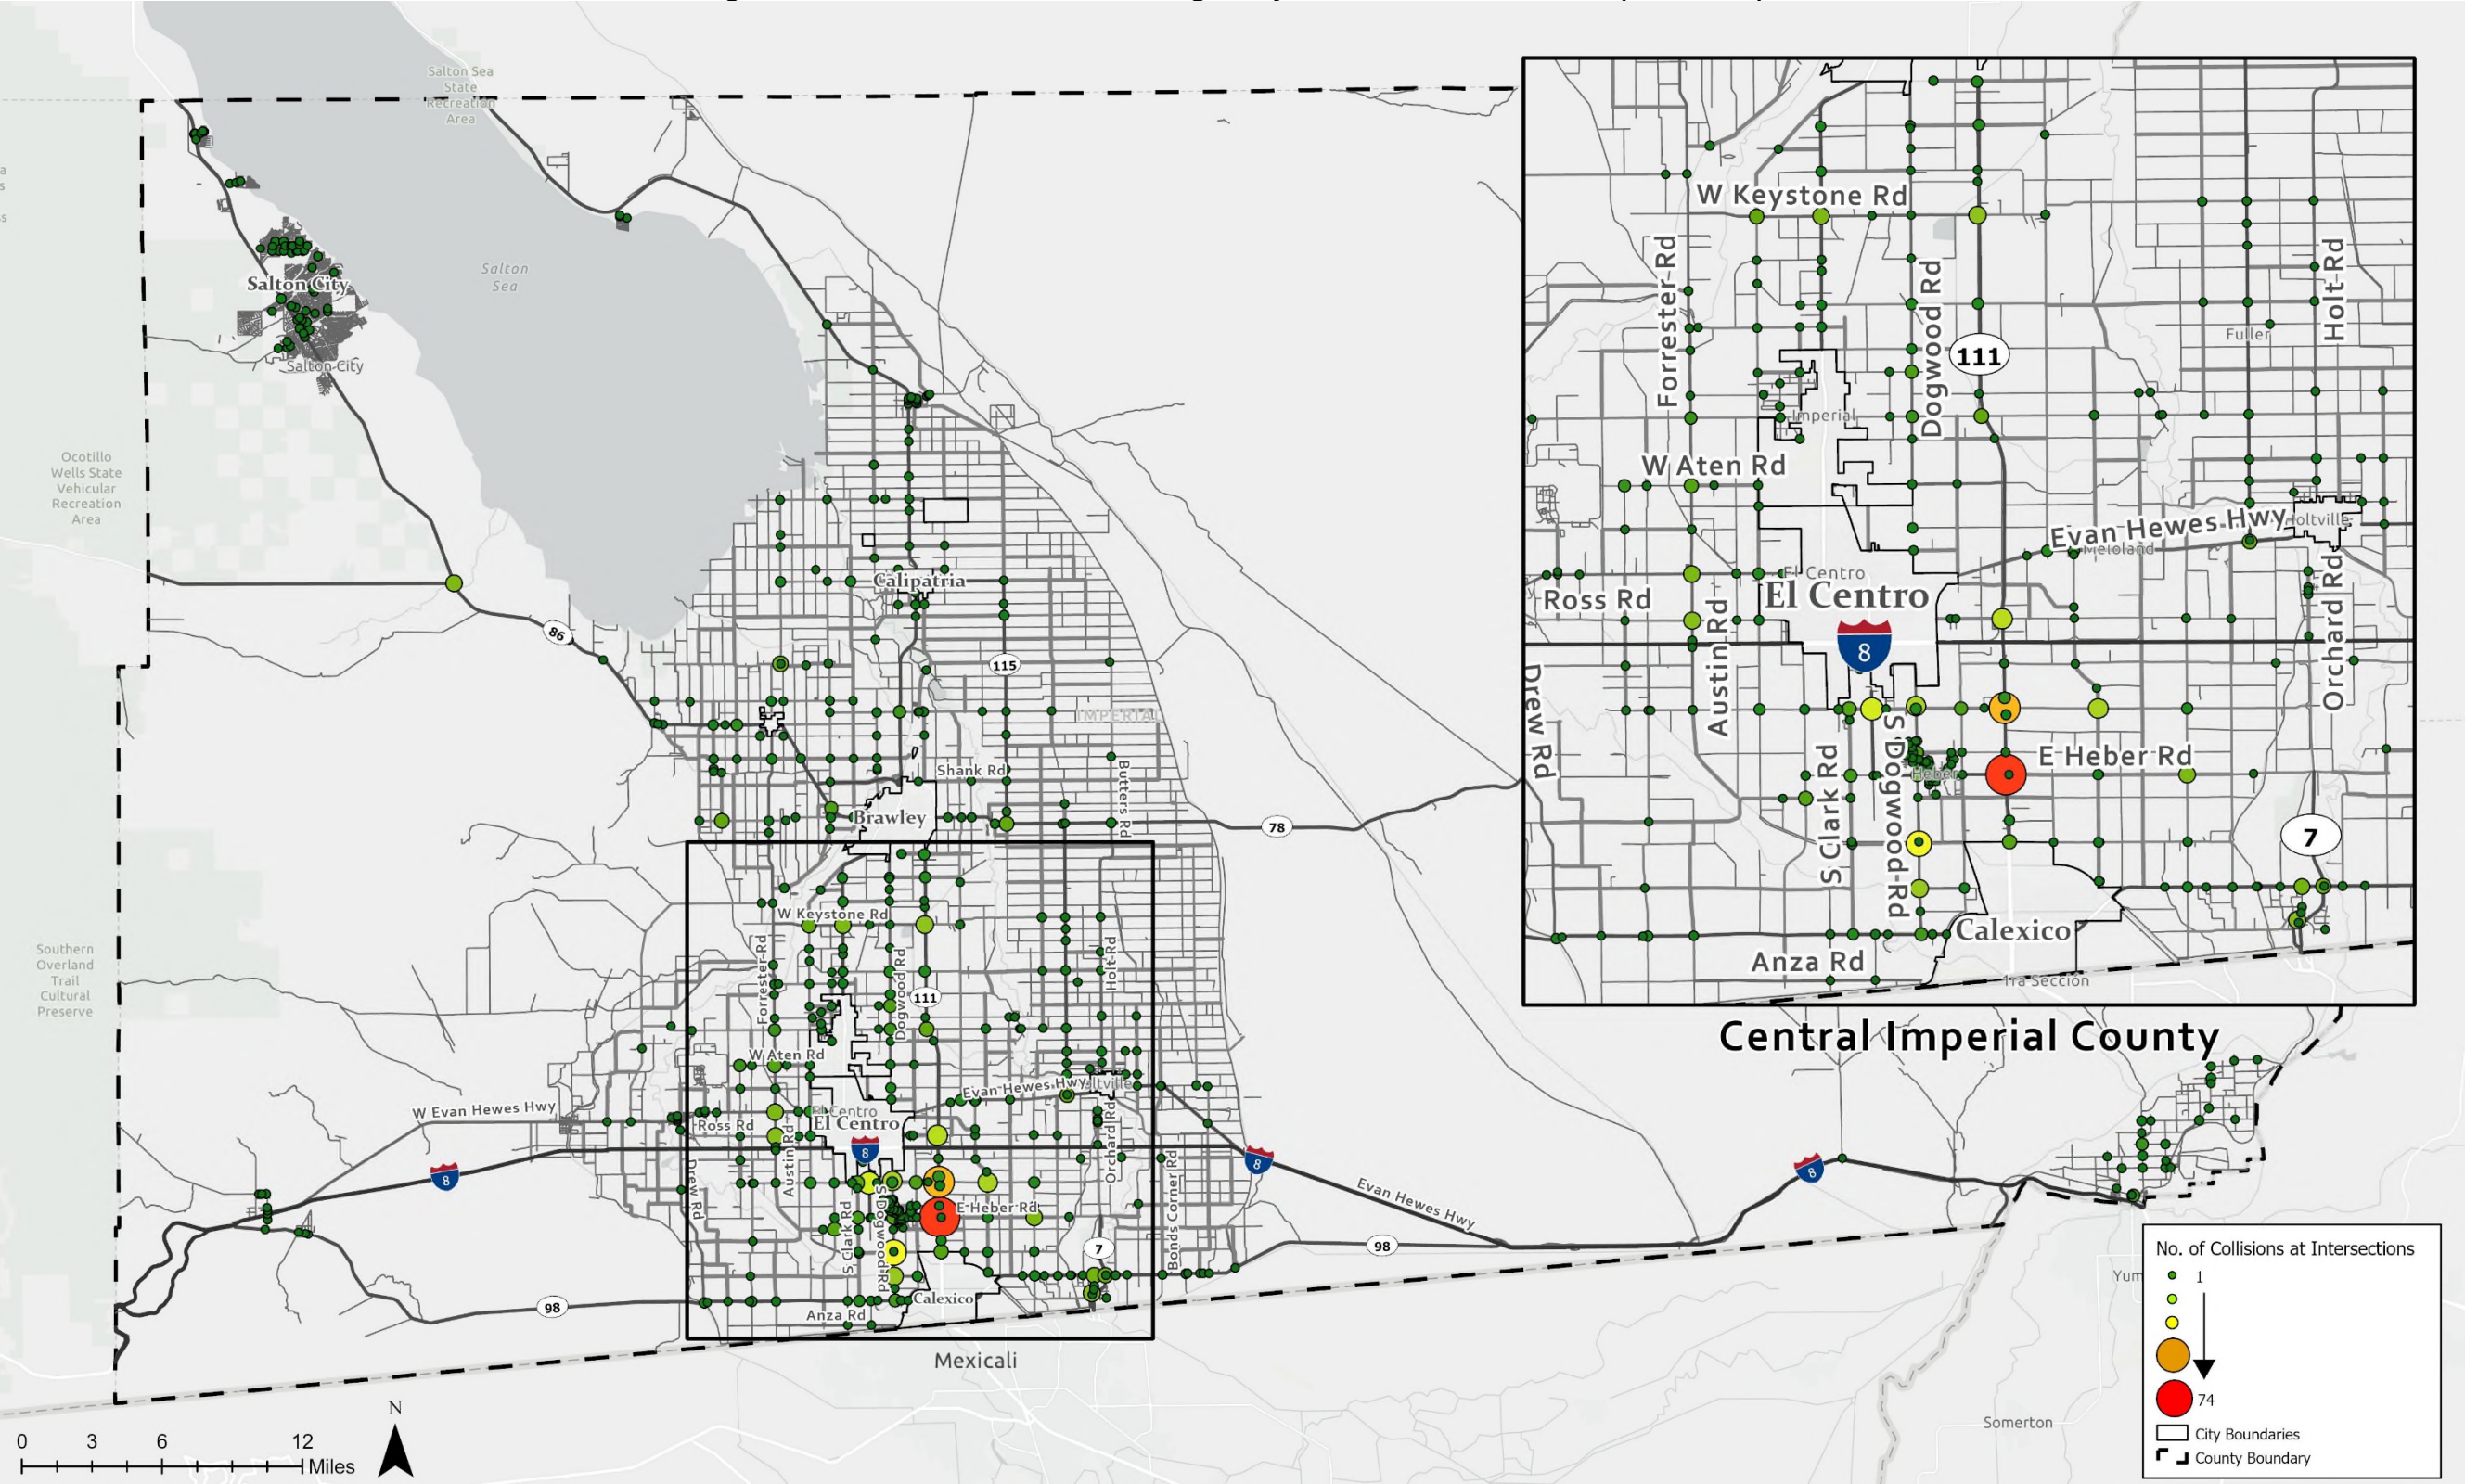 Salton Sea
State
Recreation
Area
Salton City
Salton
Sea
Salton City
Ocotillo
Wells State
Vehicular
Recreation
Area
86
Calipatria
115
IMPERIAL
Shank Rd
Butters Rd
Brawley
78
W Keystone Rd
Forrester Rd
Dogwood Rd
Holt Rd
111
W Aten Rd
Evan Hewes Hwy
El Centro
El Centro
Ross Rd
W Evan Hewes Hwy
8
8
8
8
Austin Rd
Drew Rd
Orchard Rd
Bonds Corner Rd
Evan Hewes Hwy
E Heber Rd
S Clark Rd
S Dogwood Rd
7
98
98
Calexico
Anza Rd
Mexicali
Southern
Overland
Trail
Cultural
Preserve
W Keystone Rd
Forrester Rd
Dogwood Rd
Holt Rd
111
Fuller
Imperial
W Aten Rd
Evan Hewes Hwy
Holtville
Meloland
El Centro
El Centro
Ross Rd
Austin Rd
8
Orchard Rd
Drew Rd
E Heber Rd
Heber
S Clark Rd
S Dogwood Rd
7
Calexico
Anza Rd
1ra Sección
Central Imperial County
Somerton
No. of Collisions at Intersections
1
74
City Boundaries
County Boundary
N
0 3 6 12
Miles